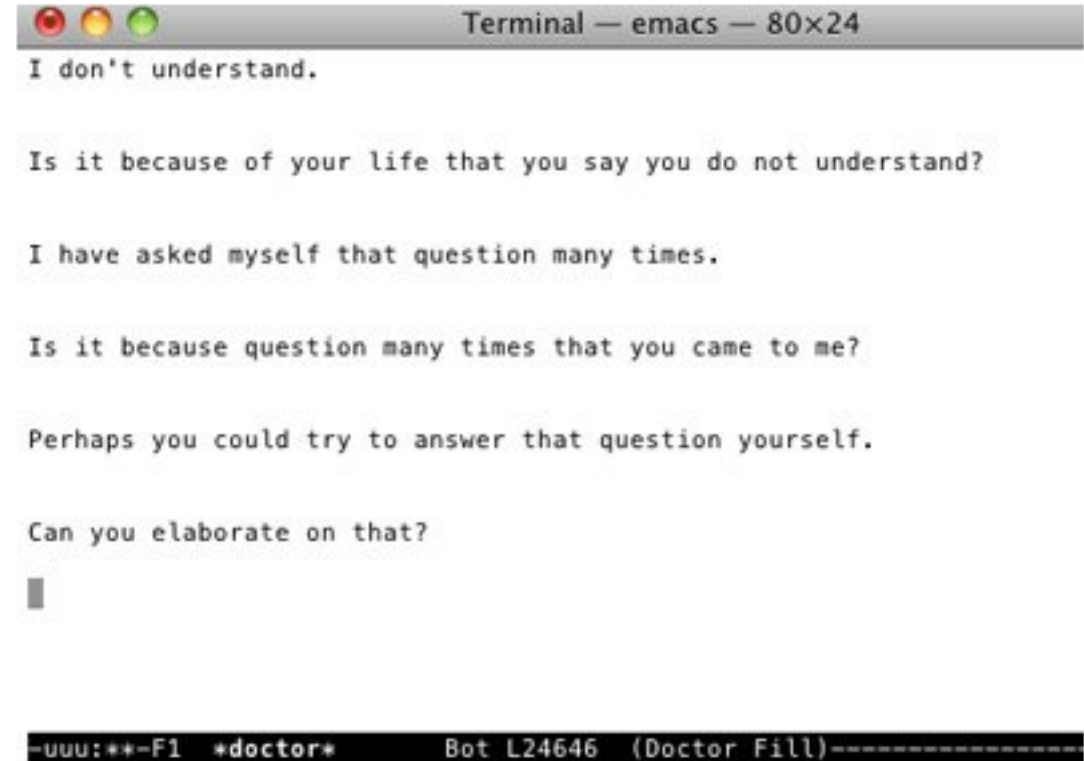 Terminal — emacs — 80×24
I don't understand.
Is it because of your life that you say you do not understand?
I have asked myself that question many times.
Is it because question many times that you came to me?
Perhaps you could try to answer that question yourself.
Can you elaborate on that?
-uuu:**-F1 *doctor* Bot L24646 (Doctor Fill)-----------------